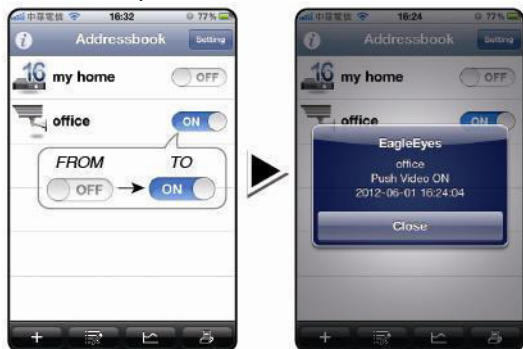 中華電信 16:32 77%
Addressbook Setting
16 my home OFF
office ON
FROM TO
OFF ON
中華電信 16:24 77%
Addressbook Setting
16 my home OFF
office ON
EagleEyes
office
Push Video ON
2012-06-01 16:24:04
Close